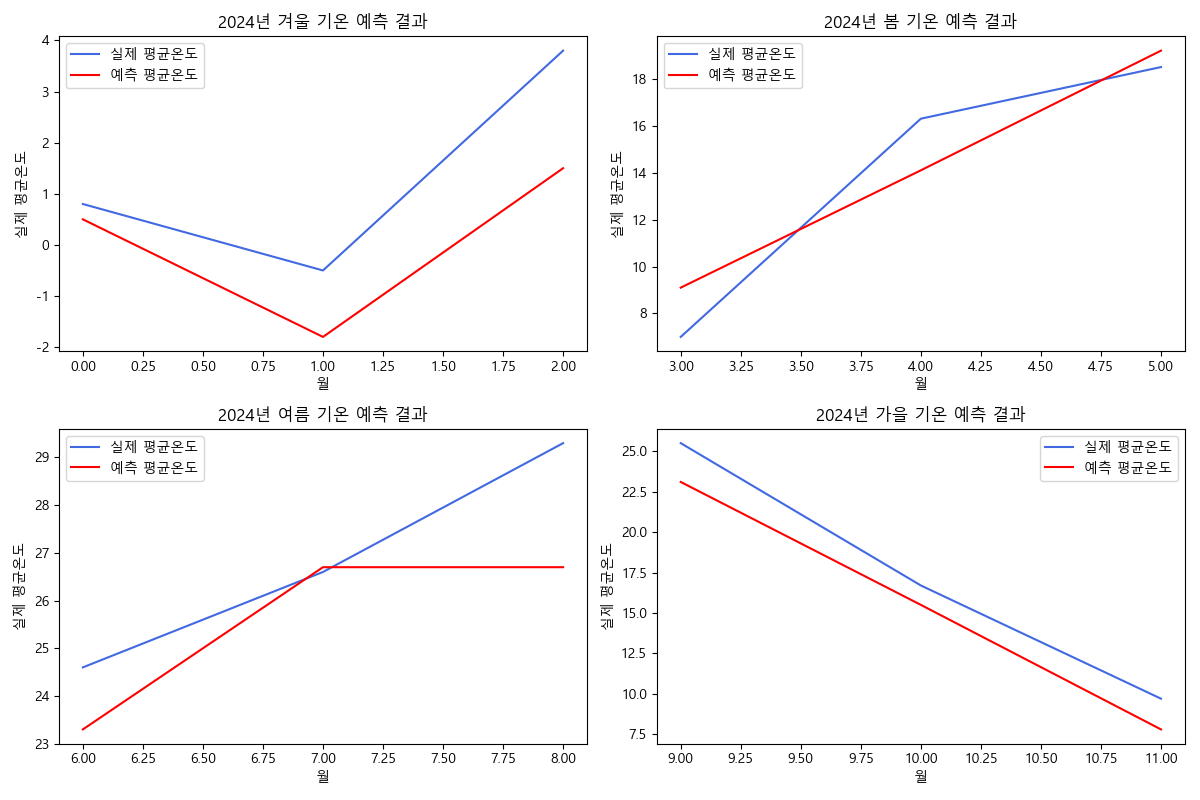 2024년 겨울 기온 예측 결과
실제 평균온도
예측 평균온도
실제 평균온도
4
3
2
1
0
-1
-2
0.00 0.25 0.50 0.75 1.00 1.25 1.50 1.75 2.00
월
2024년 봄 기온 예측 결과
실제 평균온도
예측 평균온도
실제 평균온도
18
16
14
12
10
8
3.00 3.25 3.50 3.75 4.00 4.25 4.50 4.75 5.00
월
2024년 여름 기온 예측 결과
실제 평균온도
예측 평균온도
실제 평균온도
29
28
27
26
25
24
23
6.00 6.25 6.50 6.75 7.00 7.25 7.50 7.75 8.00
월
2024년 가을 기온 예측 결과
실제 평균온도
예측 평균온도
실제 평균온도
25.0
22.5
20.0
17.5
15.0
12.5
10.0
7.5
9.00 9.25 9.50 9.75 10.00 10.25 10.50 10.75 11.00
월